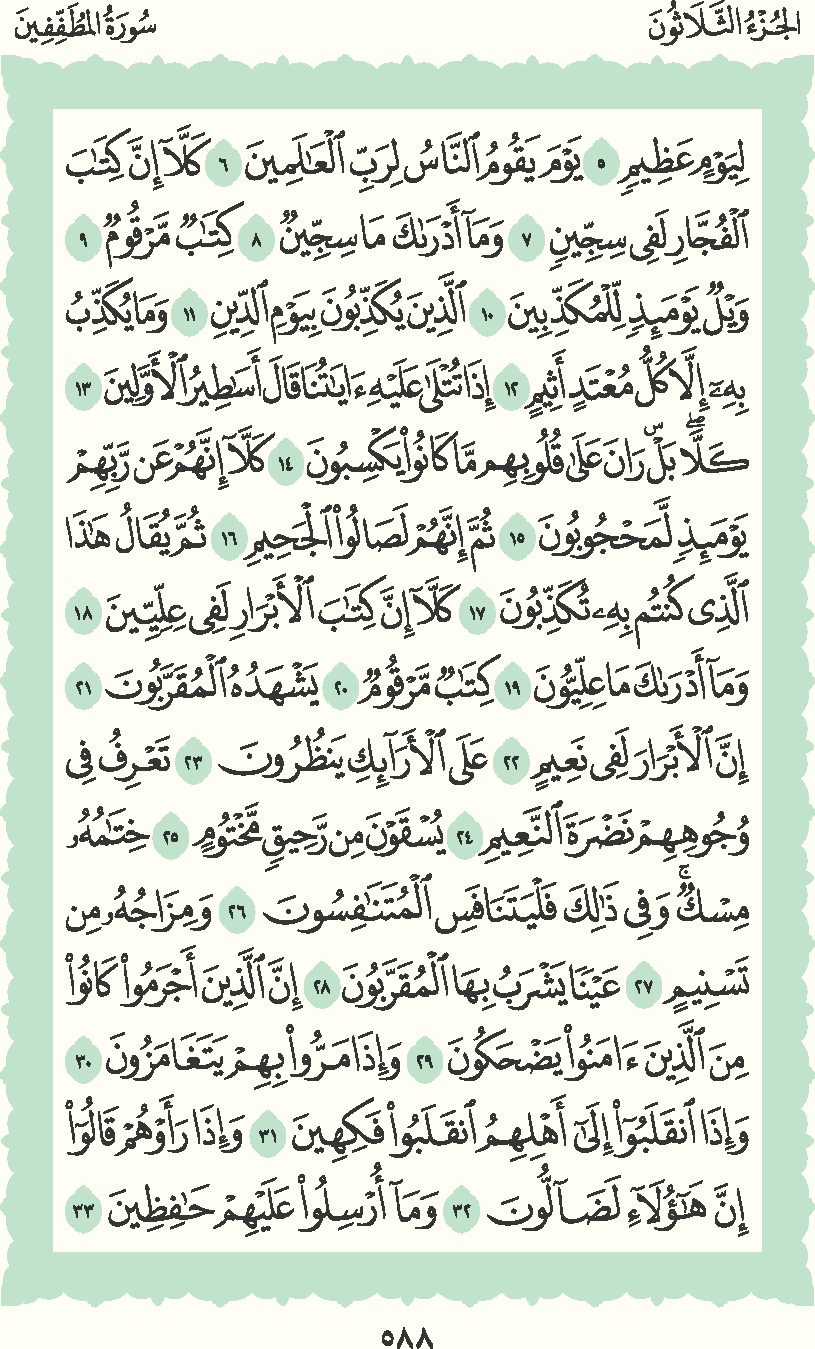 الجُزْءُ الثَّلَاثُونَ
سُورَةُ المُطَفِّفِينَ
لِيَوْمٍ عَظِيمٍ ٥ يَوْمَ يَقُومُ ٱلنَّاسُ لِرَبِّ ٱلْعَٰلَمِينَ ٦ كَلَّآ إِنَّ كِتَٰبَ
ٱلْفُجَّارِ لَفِى سِجِّينٍ ٧ وَمَآ أَدْرَىٰكَ مَا سِجِّينٌ ٨ كِتَٰبٌ مَّرْقُومٌ ٩
وَيْلٌ يَوْمَئِذٍ لِّلْمُكَذِّبِينَ ١٠ ٱلَّذِينَ يُكَذِّبُونَ بِيَوْمِ ٱلدِّينِ ١١ وَمَا يُكَذِّبُ
بِهِۦٓ إِلَّا كُلُّ مُعْتَدٍ أَثِيمٍ ١٢ إِذَا تُتْلَىٰ عَلَيْهِ ءَايَٰتُنَا قَالَ أَسَٰطِيرُ ٱلْأَوَّلِينَ ١٣
كَلَّا ۖ بَلْ ۜ رَانَ عَلَىٰ قُلُوبِهِم مَّا كَانُوا۟ يَكْسِبُونَ ١٤ كَلَّآ إِنَّهُمْ عَن رَّبِّهِمْ
يَوْمَئِذٍ لَّمَحْجُوبُونَ ١٥ ثُمَّ إِنَّهُمْ لَصَالُوا۟ ٱلْجَحِيمِ ١٦ ثُمَّ يُقَالُ هَٰذَا
ٱلَّذِى كُنتُم بِهِۦ تُكَذِّبُونَ ١٧ كَلَّآ إِنَّ كِتَٰبَ ٱلْأَبْرَارِ لَفِى عِلِّيِّينَ ١٨
وَمَآ أَدْرَىٰكَ مَا عِلِّيُّونَ ١٩ كِتَٰبٌ مَّرْقُومٌ ٢٠ يَشْهَدُهُ ٱلْمُقَرَّبُونَ ٢١
إِنَّ ٱلْأَبْرَارَ لَفِى نَعِيمٍ ٢٢ عَلَى ٱلْأَرَآئِكِ يَنظُرُونَ ٢٣ تَعْرِفُ فِى
وُجُوهِهِمْ نَضْرَةَ ٱلنَّعِيمِ ٢٤ يُسْقَوْنَ مِن رَّحِيقٍ مَّخْتُومٍ ٢٥ خِتَٰمُهُۥ
مِسْكٌ ۚ وَفِى ذَٰلِكَ فَلْيَتَنَافَسِ ٱلْمُتَنَٰفِسُونَ ٢٦ وَمِزَاجُهُۥ مِن
تَسْنِيمٍ ٢٧ عَيْنًا يَشْرَبُ بِهَا ٱلْمُقَرَّبُونَ ٢٨ إِنَّ ٱلَّذِينَ أَجْرَمُوا۟ كَانُوا۟
مِنَ ٱلَّذِينَ ءَامَنُوا۟ يَضْحَكُونَ ٢٩ وَإِذَا مَرُّوا۟ بِهِمْ يَتَغَامَزُونَ ٣٠
وَإِذَا ٱنقَلَبُوٓا۟ إِلَىٰٓ أَهْلِهِمُ ٱنقَلَبُوا۟ فَكِهِينَ ٣١ وَإِذَا رَأَوْهُمْ قَالُوٓا۟
إِنَّ هَٰٓؤُلَآءِ لَضَآلُّونَ ٣٢ وَمَآ أُرْسِلُوا۟ عَلَيْهِمْ حَٰفِظِينَ ٣٣
٥٨٨